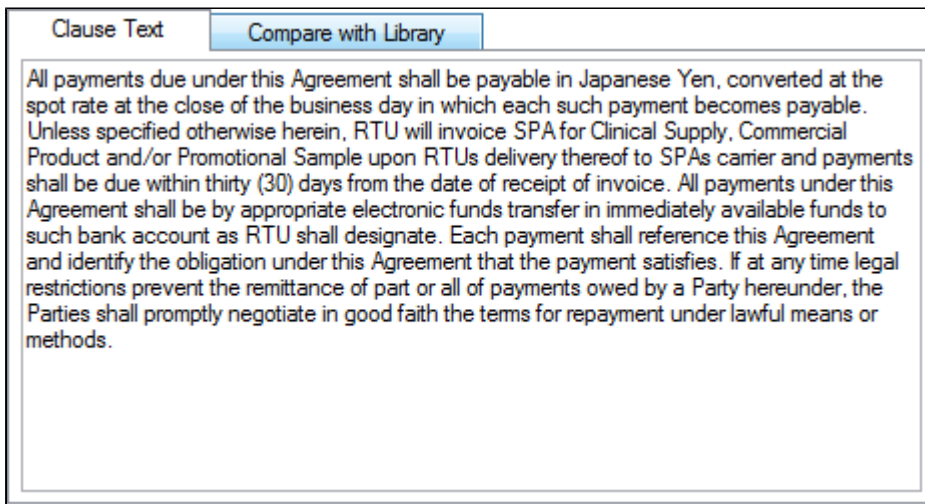 Clause Text
Compare with Library
All payments due under this Agreement shall be payable in Japanese Yen, converted at the
spot rate at the close of the business day in which each such payment becomes payable.
Unless specified otherwise herein, RTU will invoice SPA for Clinical Supply, Commercial
Product and/or Promotional Sample upon RTUs delivery thereof to SPAs carrier and payments
shall be due within thirty (30) days from the date of receipt of invoice. All payments under this
Agreement shall be by appropriate electronic funds transfer in immediately available funds to
such bank account as RTU shall designate. Each payment shall reference this Agreement
and identify the obligation under this Agreement that the payment satisfies. If at any time legal
restrictions prevent the remittance of part or all of payments owed by a Party hereunder, the
Parties shall promptly negotiate in good faith the terms for repayment under lawful means or
methods.